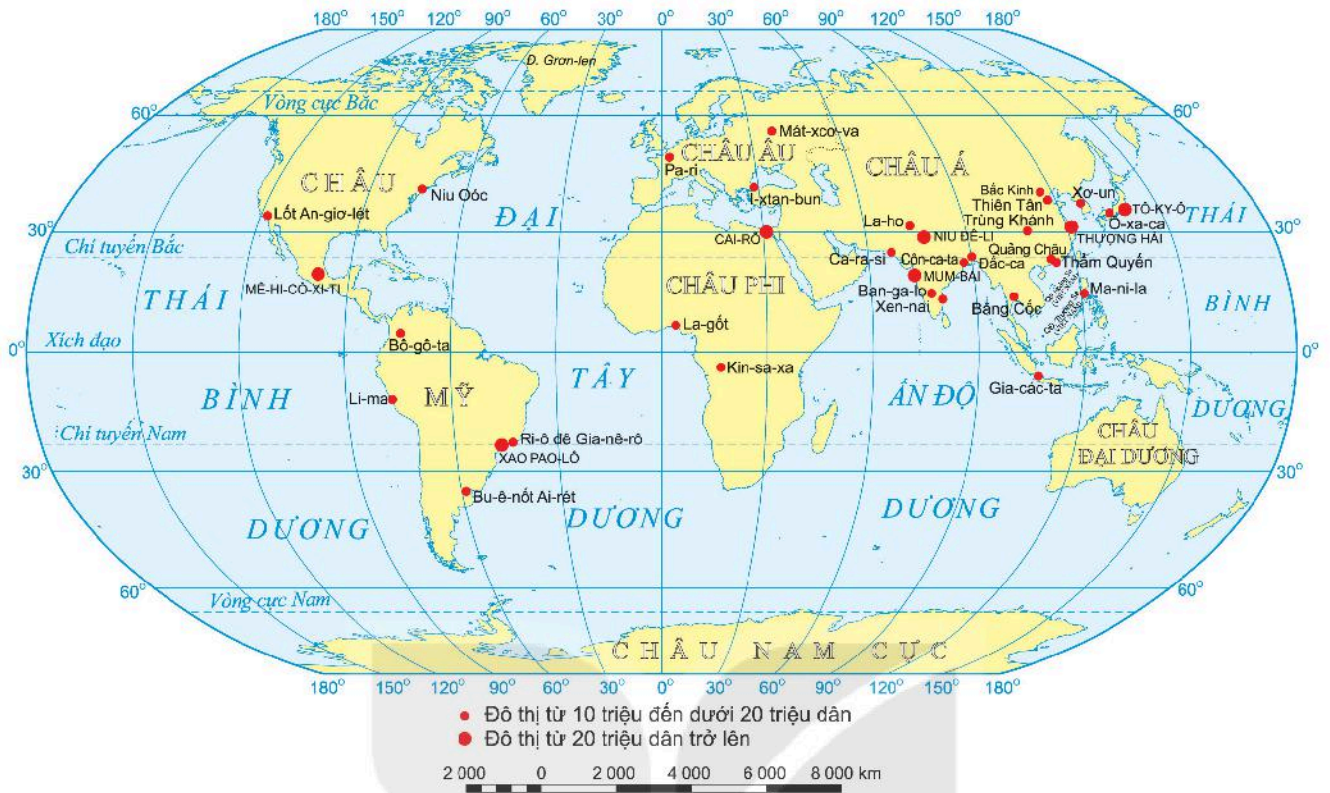 180° 150° 120° 90° 60° 30° 0° 30° 60° 90° 120° 150° 180°
Đ. Grơn-len
Vòng cực Bắc
60°
60°
Mát-xcơ-va
CHÂU ÂU
Pa-ri
CHÂU Á
CHÂU
Niu Oóc
I-xtan-bun
Bắc Kinh
Xơ-un
Thiên Tân
Lốt An-giơ-lét
ĐẠI
La-ho
Trùng Khánh
TÔ-KY-Ô
THÁI
Ô-xa-ca
30°
30°
CAI-RÔ
NIU ĐÊ-LI
THƯỢNG HẢI
Chí tuyến Bắc
Ca-ra-si
Côn-ca-ta
Quảng Châu
Đắc-ca
Thẩm Quyến
MÊ-HI-CÔ-XI-TI
CHÂU PHI
MUM-BAI
THÁI
Ban-ga-lo
Ma-ni-la
BÌNH
Xen-nai
Băng Cốc
La-gốt
Xích đạo
Bô-gô-ta
0°
0°
Kin-sa-xa
TÂY
BÌNH
Li-ma
MỸ
ẤN ĐỘ
Gia-các-ta
DƯƠNG
Chí tuyến Nam
Ri-ô đê Gia-nê-rô
XAO PAO-LÔ
CHÂU
ĐẠI DƯƠNG
30°
30°
Bu-ê-nốt Ai-rét
DƯƠNG
DƯƠNG
DƯƠNG
60°
60°
Vòng cực Nam
CHÂU NAM CỰC
180° 150° 120° 90° 60° 30° 0° 30° 60° 90° 120° 150° 180°
Đô thị từ 10 triệu đến dưới 20 triệu dân
Đô thị từ 20 triệu dân trở lên
2 000 0 2 000 4 000 6 000 8 000 km